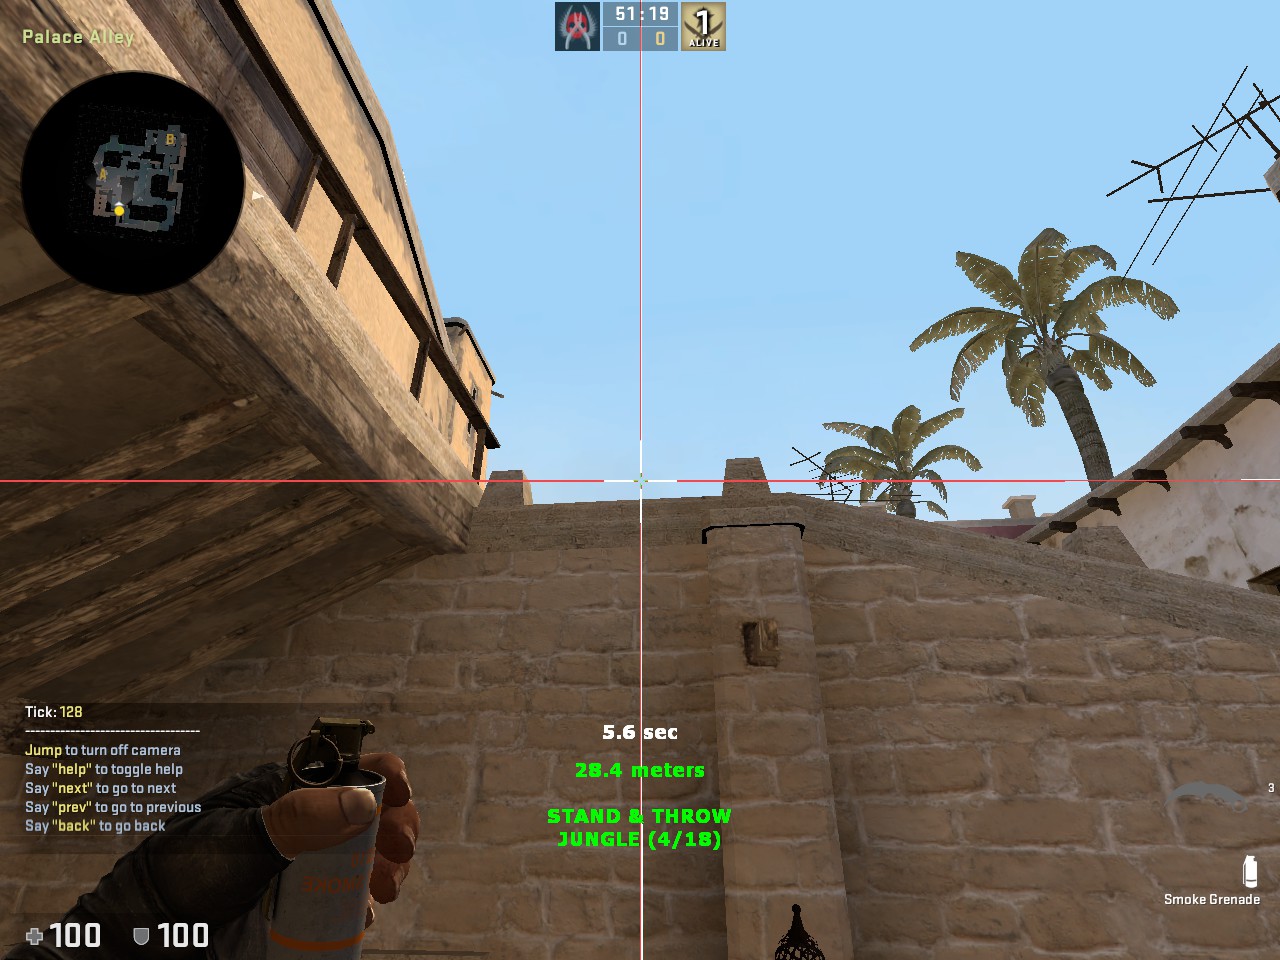 Palace Alley
51:19
0 0
1
ALIVE
B
A
Tick: 128
----------------------------------
Jump to turn off camera
Say "help" to toggle help
Say "next" to go to next
Say "prev" to go to previous
Say "back" to go back
5.6 sec
28.4 meters
STAND & THROW
JUNGLE (4/18)
3
Smoke Grenade
100 100